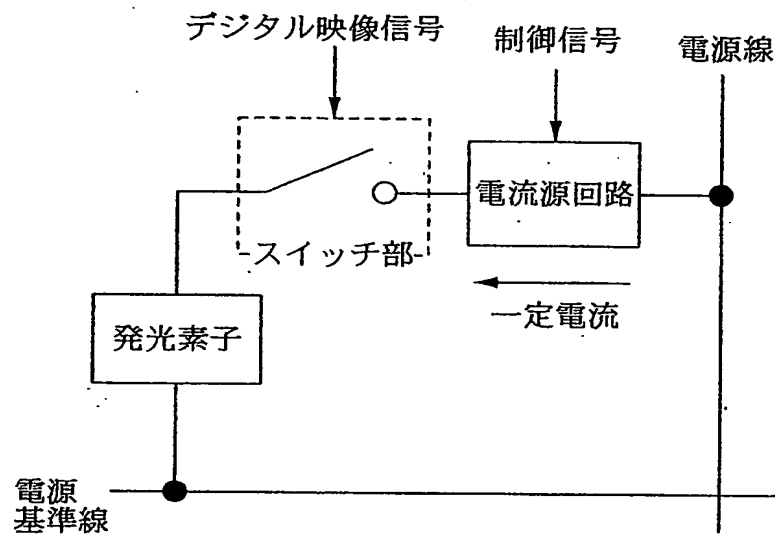 デジタル映像信号
制御信号
電源線
電流源回路
スイッチ部
一定電流
発光素子
電源
基準線